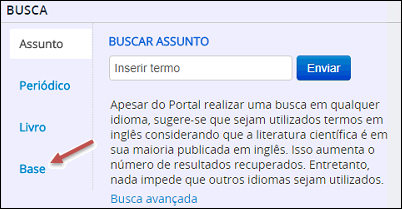 BUSCA
Assunto
Periódico
Livro
Base
BUSCAR ASSUNTO
Inserir termo
Enviar
Apesar do Portal realizar uma busca em qualquer
idioma, sugere-se que sejam utilizados termos em
inglês considerando que a literatura científica é em
sua maioria publicada em inglês. Isso aumenta o
número de resultados recuperados. Entretanto,
nada impede que outros idiomas sejam utilizados.
Busca avançada